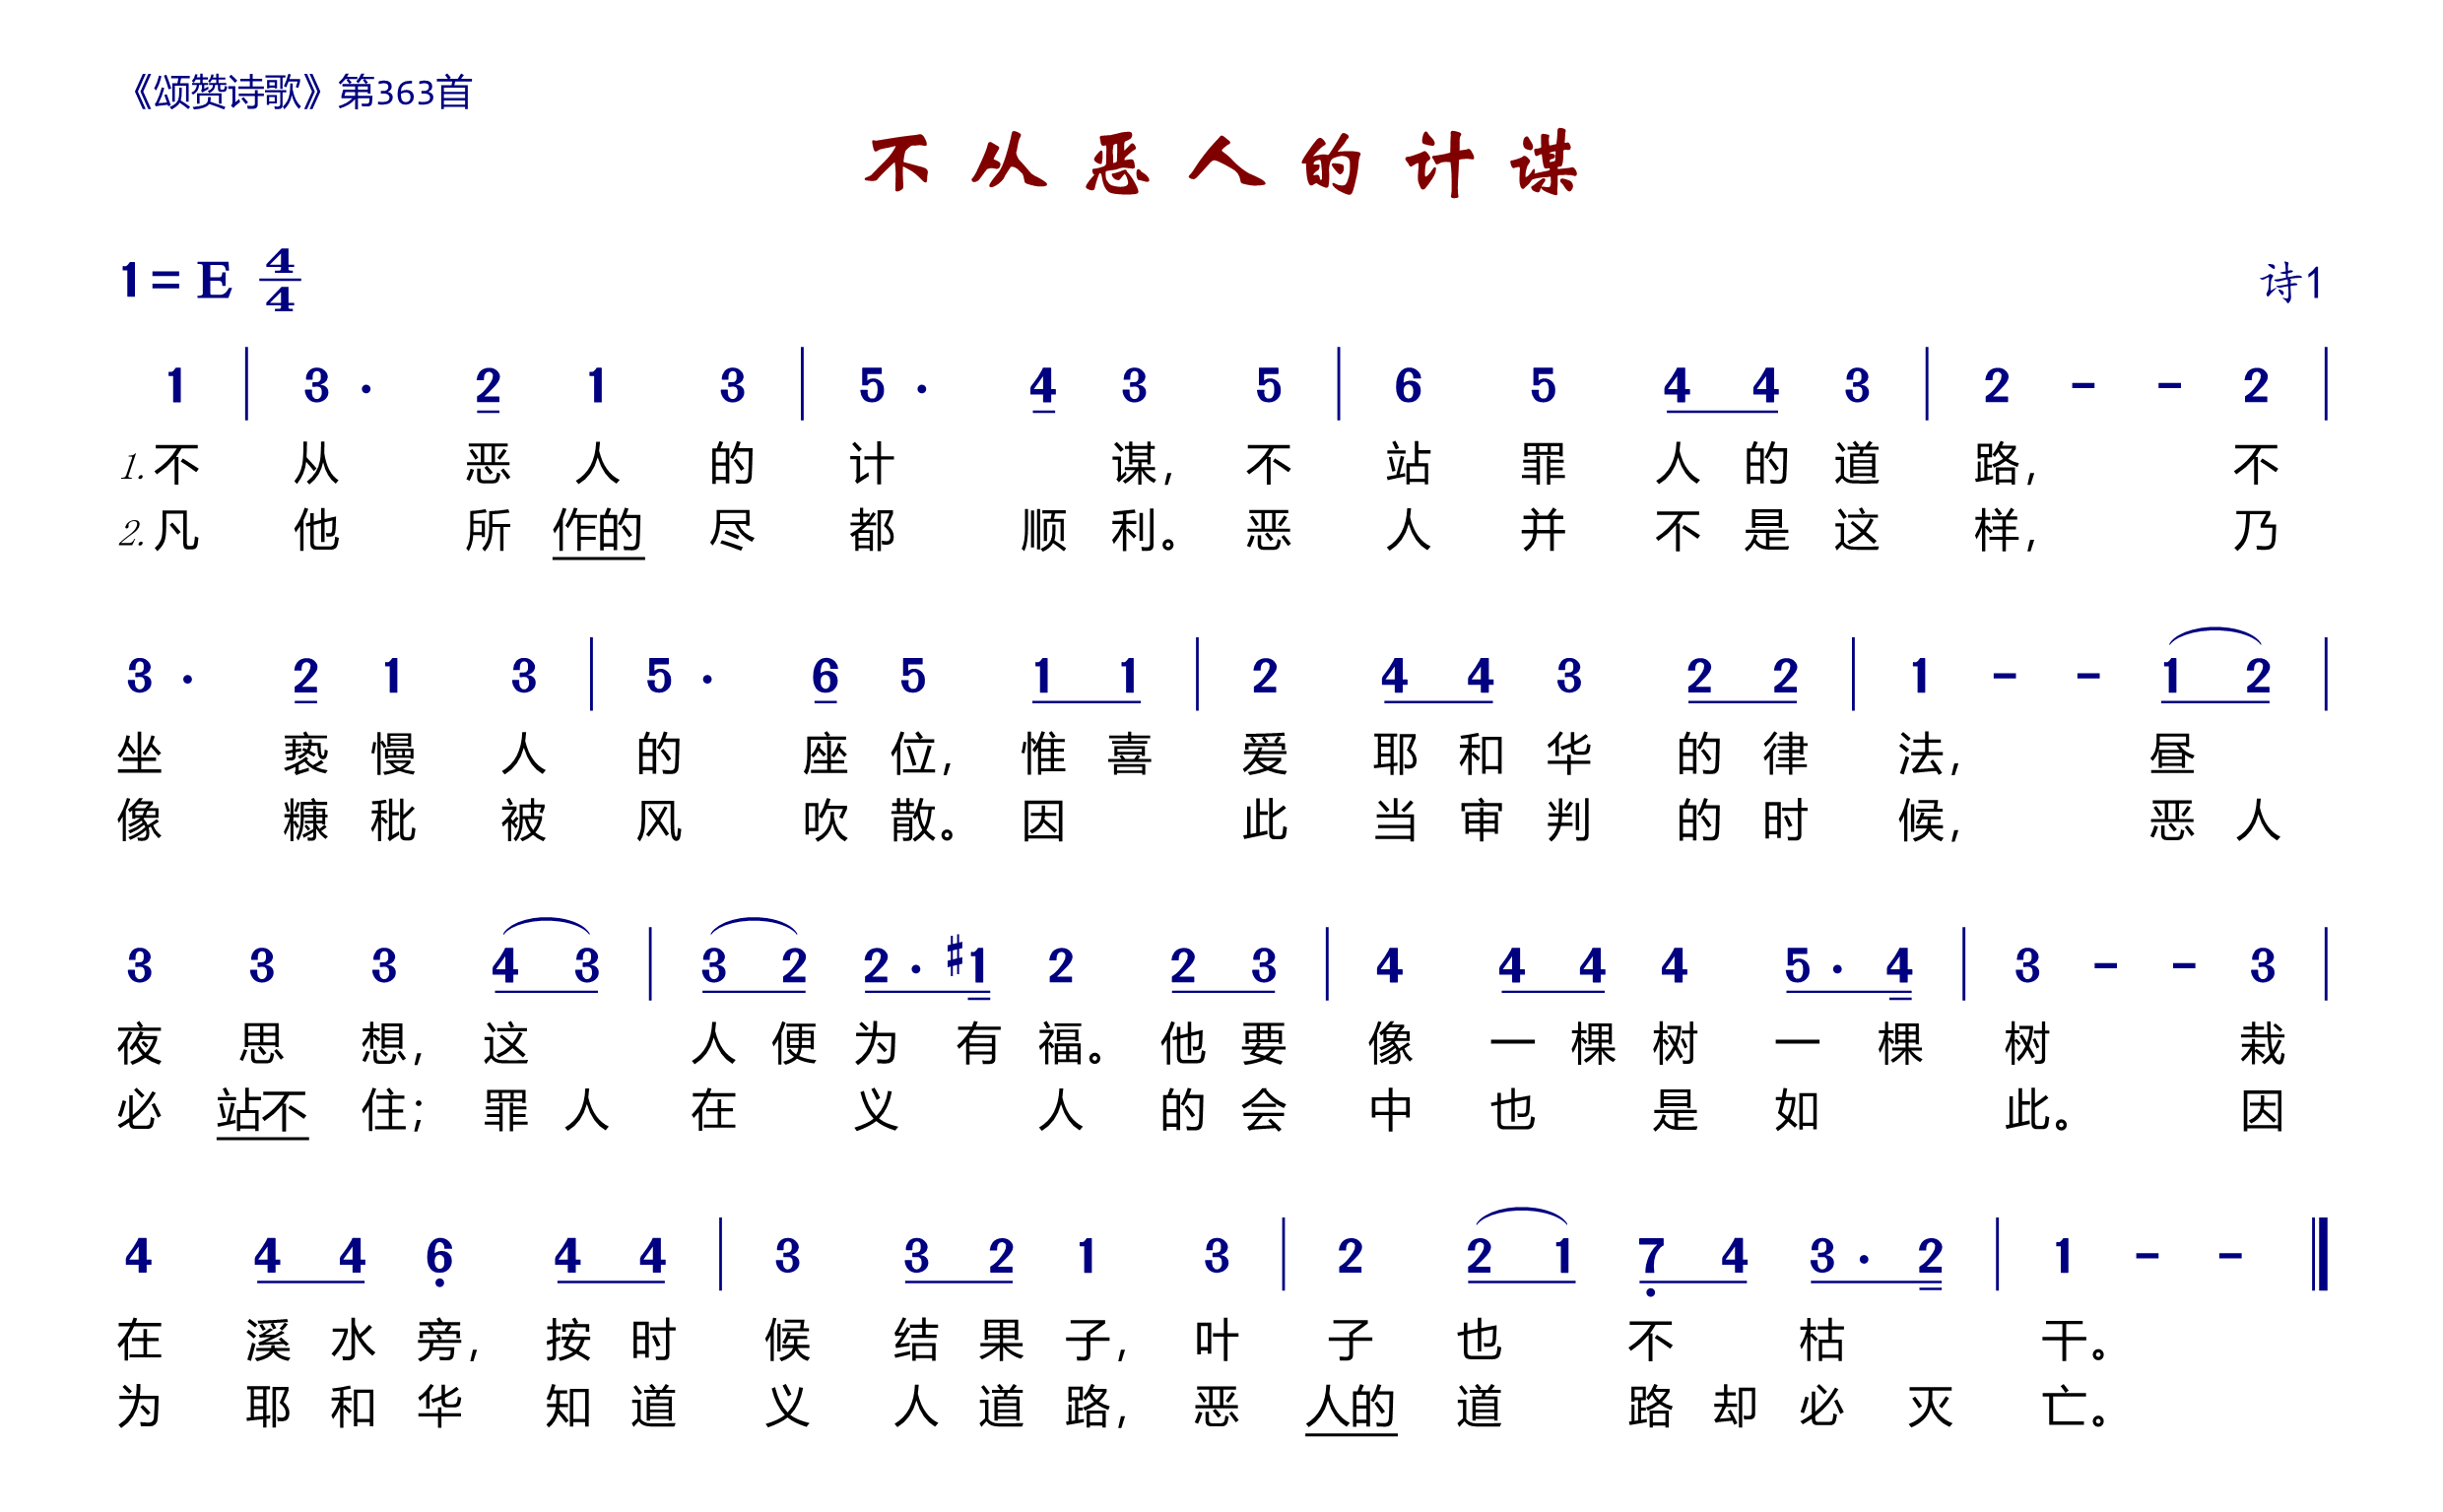 《颂赞诗歌》第363首
不从恶人的计谋
1=E 4/4 诗1
1 | 3 · 2 1 3 | 5 · 4 3 5 | 6 5 4 4 3 | 2 - - 2 |
1.不 从 恶 人 的 计 谋, 不 站 罪 人 的 道 路, 不
2.凡 他 所 作的 尽 都 顺 利。恶 人 并 不 是 这 样, 乃
3 · 2 1 3 | 5 · 6 5 1 1 | 2 4 4 3 2 2 | 1 - - 1 2 |
坐 亵 慢 人 的 座 位, 惟 喜 爱 耶 和 华 的 律 法, 昼
像 糠 秕 被 风 吹 散。因 此 当 审 判 的 时 候, 恶 人
3 3 3 4 3 | 3 2 2 · #1 2 2 3 | 4 4 4 4 5 · 4 | 3 - - 3 |
夜 思 想, 这 人 便 为 有 福。他 要 像 一 棵 树 一 棵 树 栽
必 站不 住; 罪 人 在 义 人 的 会 中 也 是 如 此。 因
4 4 4 6 4 4 | 3 3 2 1 3 | 2 2 1 7 4 3 · 2 | 1 - - ‖
在 溪 水 旁, 按 时 候 结 果 子, 叶 子 也 不 枯 干。
为 耶 和 华 知 道 义 人 道 路, 恶 人的 道 路 却 必 灭 亡。